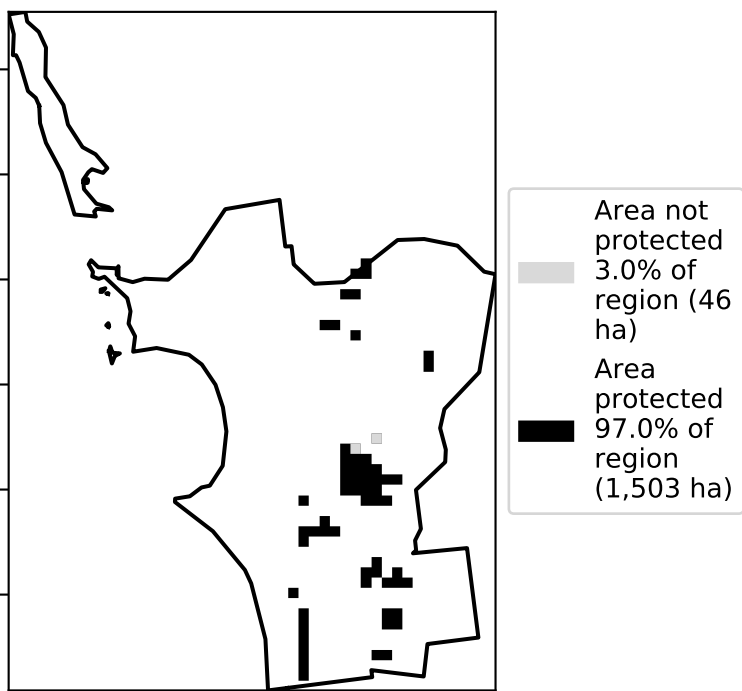 Area not
protected
3.0% of
region (46
ha)
Area
protected
97.0% of
region
(1,503 ha)